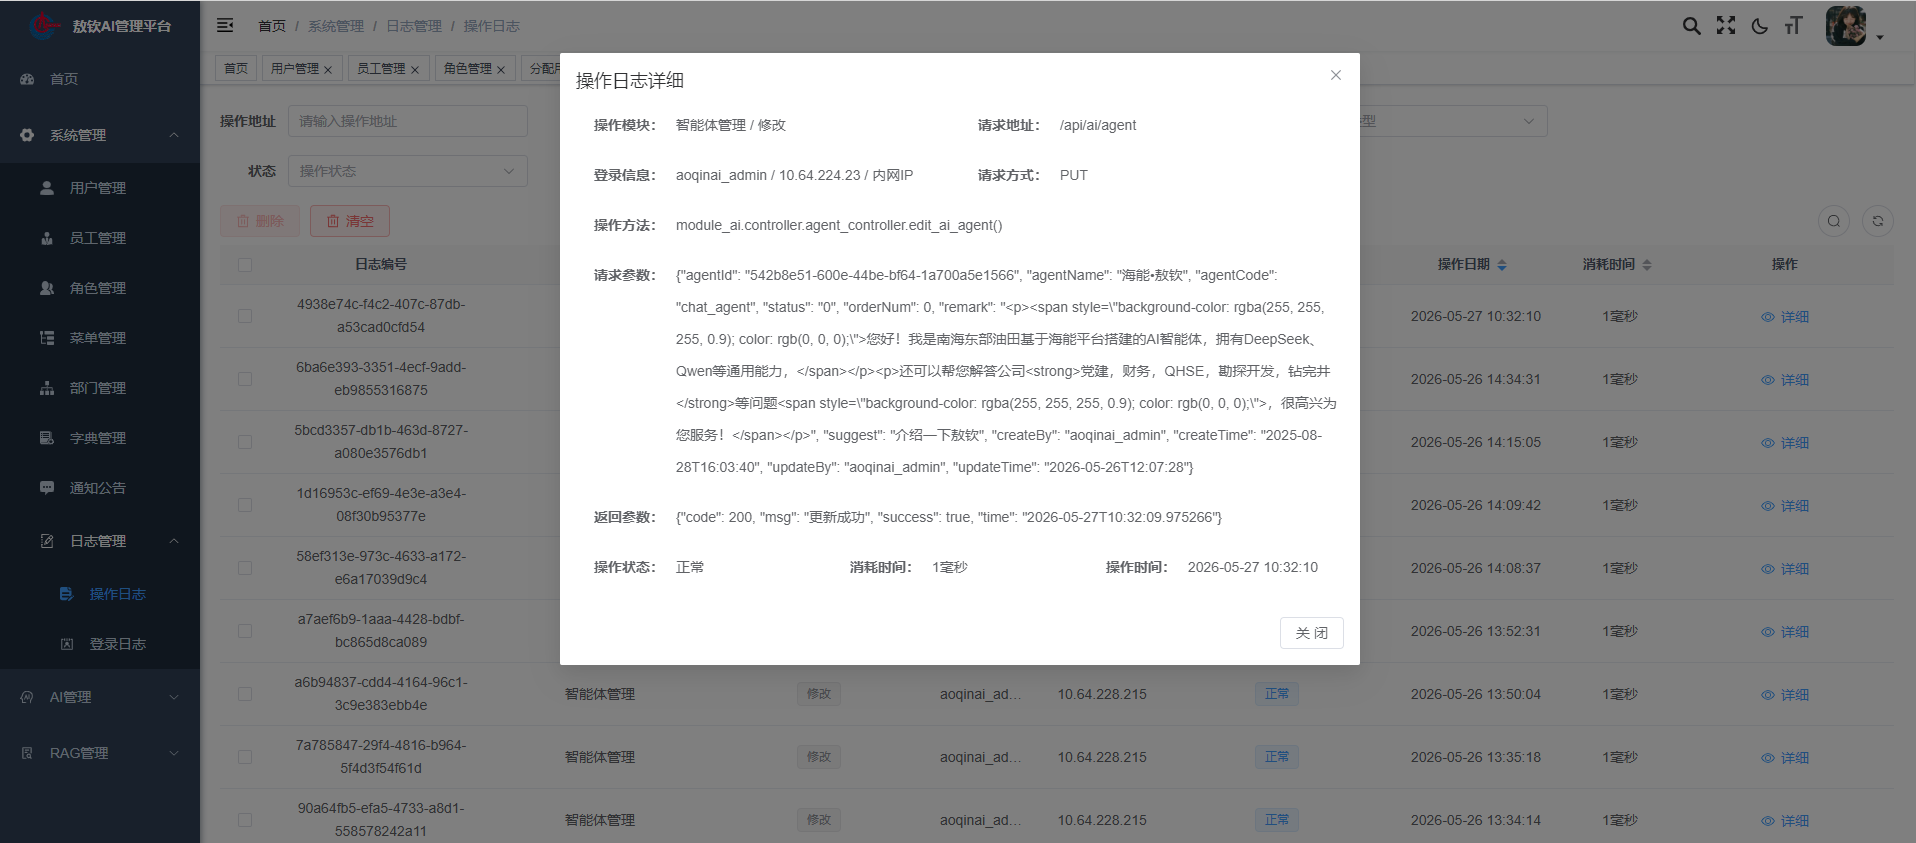 敖钦AI管理平台
首页 / 系统管理 / 日志管理 / 操作日志
首页
用户管理
员工管理
角色管理
首页
系统管理
用户管理
员工管理
角色管理
菜单管理
部门管理
字典管理
通知公告
日志管理
操作日志
登录日志
AI管理
RAG管理
操作地址 请输入操作地址
状态 操作状态
删除 清空
日志编号
操作日期 消耗时间 操作
4938e74c-f4c2-407c-87db-
a53cad0cfd54
2026-05-27 10:32:10 1毫秒 详细
6ba6e393-3351-4ecf-9add-
eb9855316875
2026-05-26 14:34:31 1毫秒 详细
5bcd3357-db1b-463d-8727-
a080e3576db1
2026-05-26 14:15:05 1毫秒 详细
1d16953c-ef69-4e3e-a3e4-
08f30b95377e
2026-05-26 14:09:42 1毫秒 详细
58ef313e-973c-4633-a172-
e6a17039d9c4
2026-05-26 14:08:37 1毫秒 详细
a7aef6b9-1aaa-4428-bdbf-
bc865d8ca089
2026-05-26 13:52:31 1毫秒 详细
a6b94837-cdd4-4164-96c1-
3c9e383ebb4e
智能体管理 修改 aoqinai_ad... 10.64.228.215 正常 2026-05-26 13:50:04 1毫秒 详细
7a785847-29f4-4816-b964-
5f4d3f54f61d
智能体管理 修改 aoqinai_ad... 10.64.228.215 正常 2026-05-26 13:35:18 1毫秒 详细
90a64fb5-efa5-4733-a8d1-
558578242a11
智能体管理 修改 aoqinai_ad... 10.64.228.215 正常 2026-05-26 13:34:14 1毫秒 详细
操作日志详细
操作模块： 智能体管理 / 修改 请求地址： /api/ai/agent
登录信息： aoqinai_admin / 10.64.224.23 / 内网IP 请求方式： PUT
操作方法： module_ai.controller.agent_controller.edit_ai_agent()
请求参数： {"agentId": "542b8e51-600e-44be-bf64-1a700a5e1566", "agentName": "海能•敖钦", "agentCode":
"chat_agent", "status": "0", "orderNum": 0, "remark": "<p><span style=\"background-color: rgba(255, 255,
255, 0.9); color: rgb(0, 0, 0);\">您好！我是南海东部油田基于海能平台搭建的AI智能体，拥有DeepSeek、
Qwen等通用能力，</span></p><p>还可以帮您解答公司<strong>党建，财务，QHSE，勘探开发，钻完井
</strong>等问题<span style=\"background-color: rgba(255, 255, 255, 0.9); color: rgb(0, 0, 0);\">，很高兴为
您服务！</span></p>", "suggest": "介绍一下敖钦", "createBy": "aoqinai_admin", "createTime": "2025-08-
28T16:03:40", "updateBy": "aoqinai_admin", "updateTime": "2026-05-26T12:07:28"}
返回参数： {"code": 200, "msg": "更新成功", "success": true, "time": "2026-05-27T10:32:09.975266"}
操作状态： 正常 消耗时间： 1毫秒 操作时间： 2026-05-27 10:32:10
关 闭